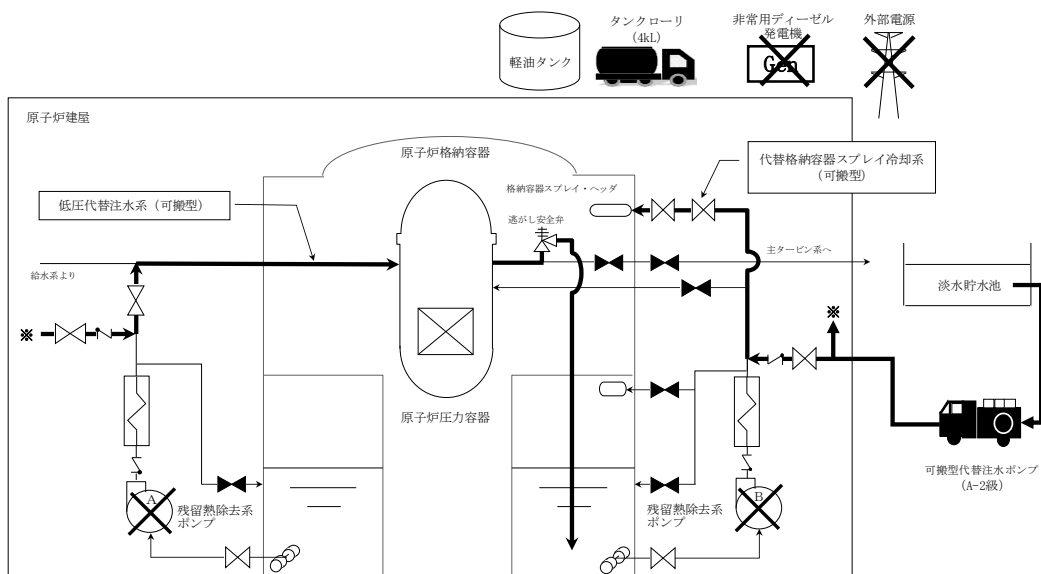 タンクローリ
(4kL)
非常用ディーゼル
発電機
外部電源
軽油タンク
Gen
原子炉建屋
原子炉格納容器
代替格納容器スプレイ冷却系
(可搬型)
格納容器スプレイ・ヘッダ
低圧代替注水系(可搬型)
逃がし安全弁
主タービン系へ
給水系より
淡水貯水池
※
※
原子炉圧力容器
可搬型代替注水ポンプ
(A-2級)
A
残留熱除去系
ポンプ
B
残留熱除去系
ポンプ